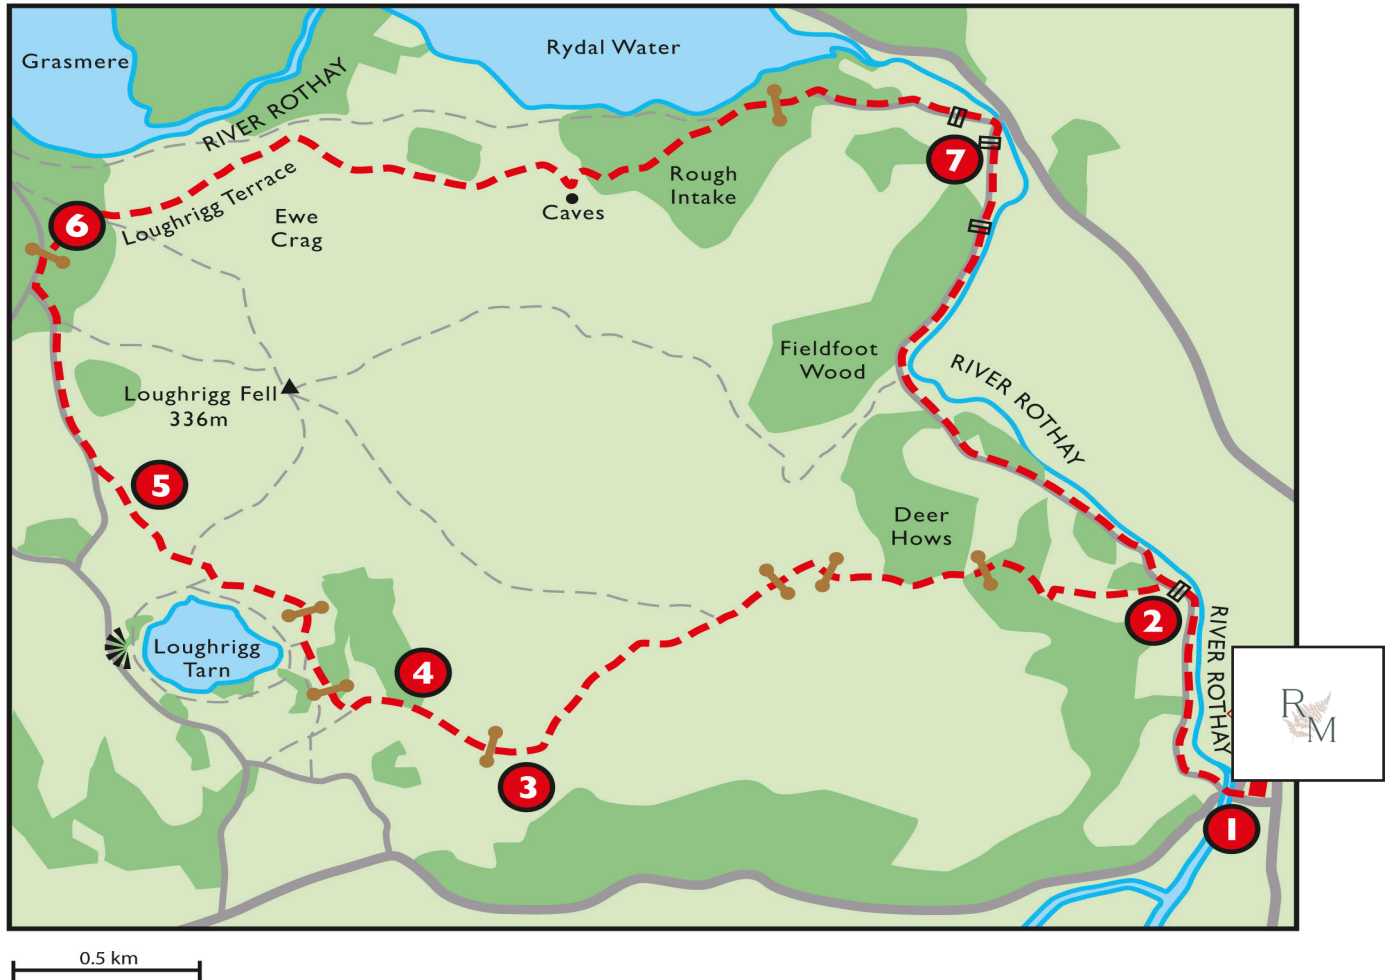 Grasmere
Rydal Water
RIVER ROTHAY
7
Rough
Intake
Loughrigg Terrace
Caves
6
Ewe
Crag
Fieldfoot
Wood
RIVER ROTHAY
Loughrigg Fell
336m
5
Deer
Hows
2
RIVER ROTHAY
Loughrigg
Tarn
4
R
M
3
1
0.5 km